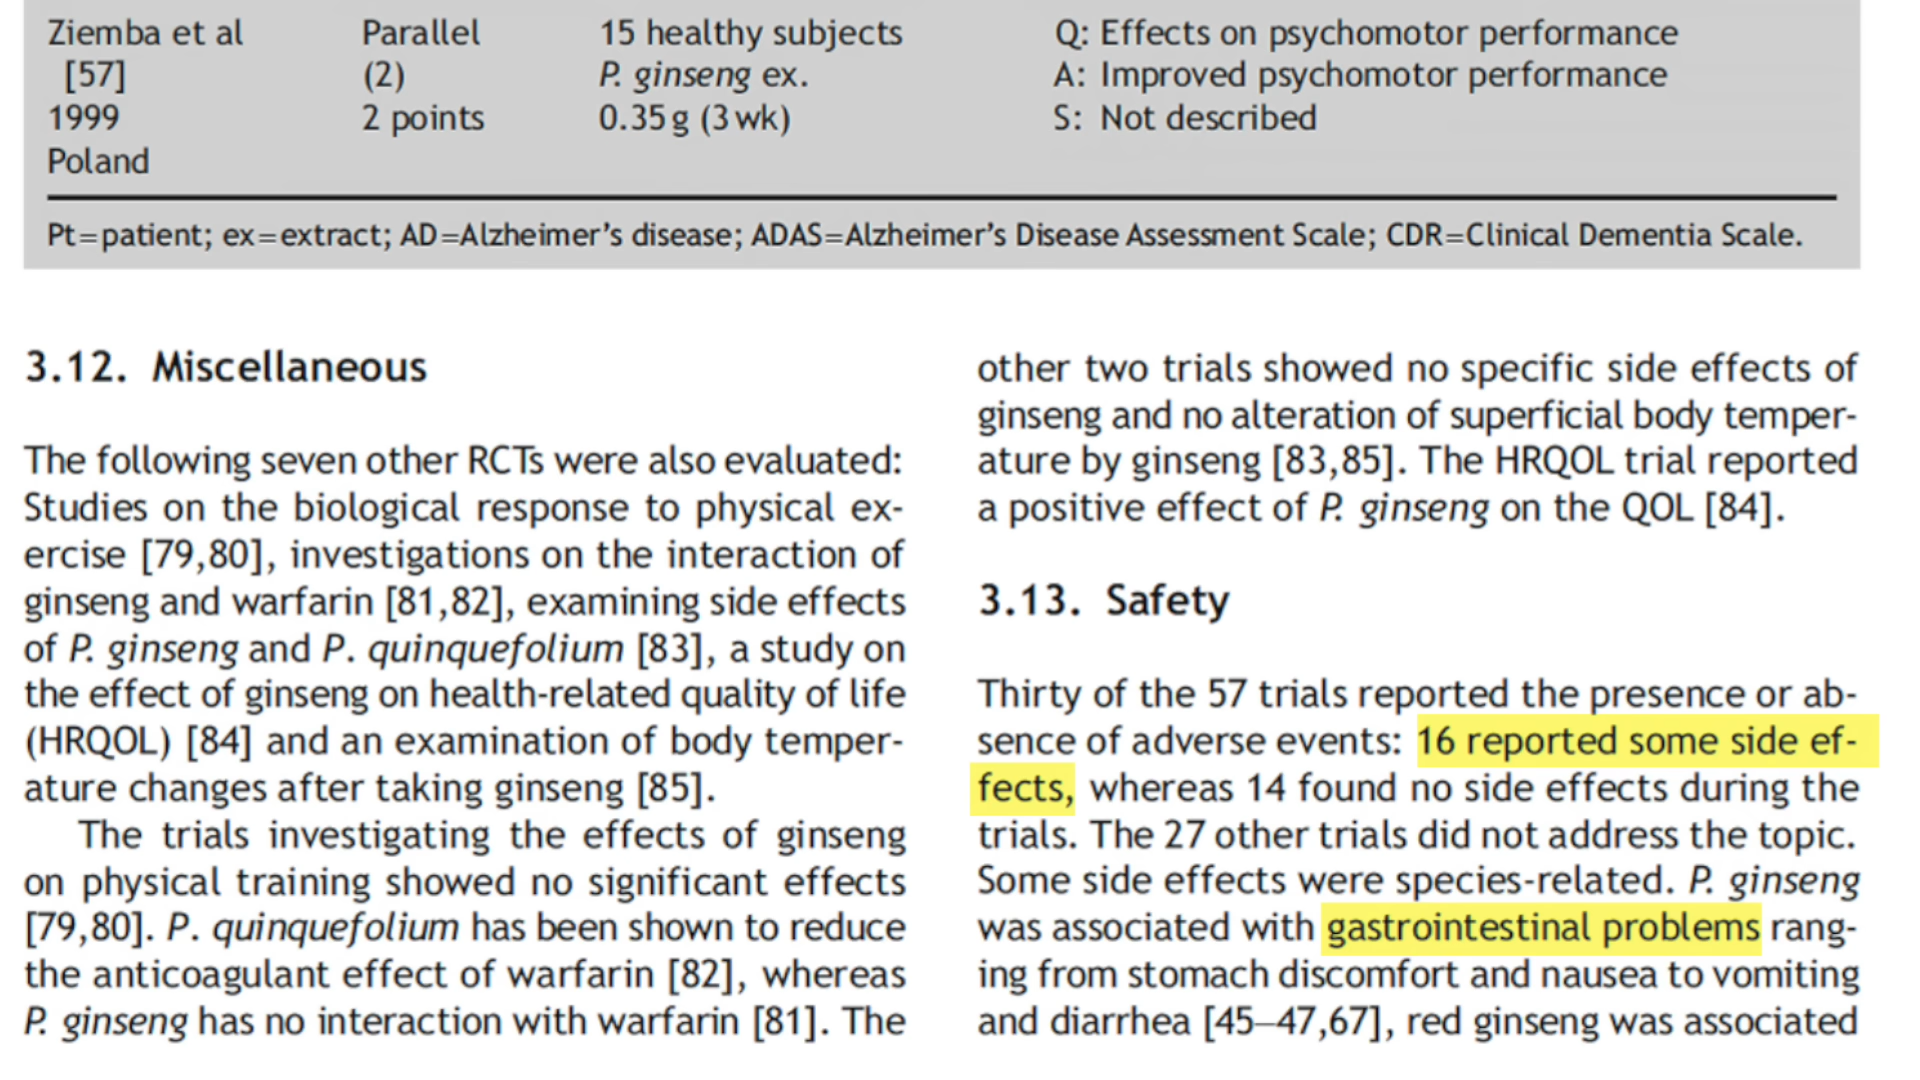 Ziemba et al Parallel 15 healthy subjects Q: Effects on psychomotor performance
[57] (2) P. ginseng ex. A: Improved psychomotor performance
1999 2 points 0.35 g (3 wk) S: Not described
Poland
Pt=patient; ex=extract; AD=Alzheimer's disease; ADAS=Alzheimer's Disease Assessment Scale; CDR=Clinical Dementia Scale.
3.12. Miscellaneous
The following seven other RCTs were also evaluated:
Studies on the biological response to physical ex-
ercise [79,80], investigations on the interaction of
ginseng and warfarin [81,82], examining side effects
of P. ginseng and P. quinquefolium [83], a study on
the effect of ginseng on health-related quality of life
(HRQOL) [84] and an examination of body temper-
ature changes after taking ginseng [85].
The trials investigating the effects of ginseng
on physical training showed no significant effects
[79,80]. P. quinquefolium has been shown to reduce
the anticoagulant effect of warfarin [82], whereas
P. ginseng has no interaction with warfarin [81]. The
other two trials showed no specific side effects of
ginseng and no alteration of superficial body temper-
ature by ginseng [83,85]. The HRQOL trial reported
a positive effect of P. ginseng on the QOL [84].
3.13. Safety
Thirty of the 57 trials reported the presence or ab-
sence of adverse events: 16 reported some side ef-
fects, whereas 14 found no side effects during the
trials. The 27 other trials did not address the topic.
Some side effects were species-related. P. ginseng
was associated with gastrointestinal problems rang-
ing from stomach discomfort and nausea to vomiting
and diarrhea [45–47,67], red ginseng was associated